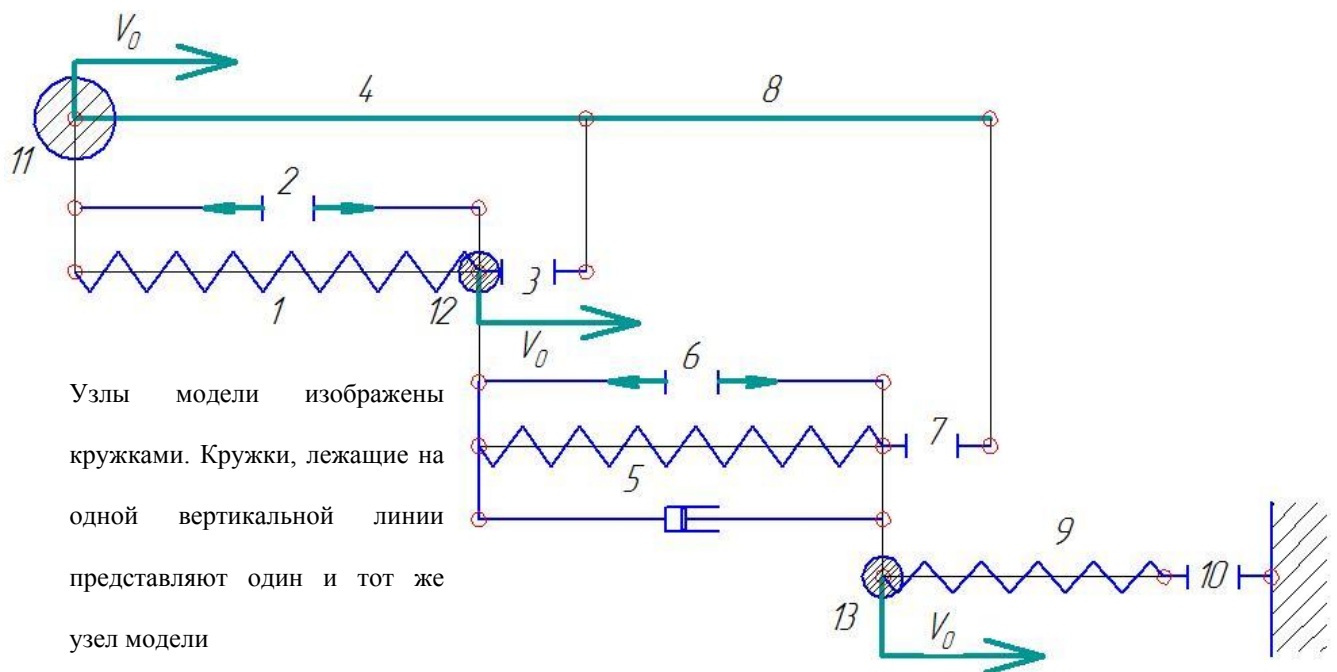 V0
4
8
11
2
3
1
12
V0
6
Узлы модели изображены
кружками. Кружки, лежащие на
одной вертикальной линии
представляют один и тот же
узел модели
7
5
9
10
13
V0